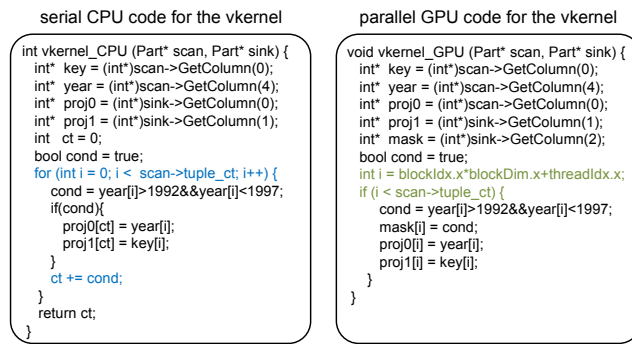 serial CPU code for the vkernel
int vkernel_CPU (Part* scan, Part* sink) {
int* key = (int*)scan->GetColumn(0);
int* year = (int*)scan->GetColumn(4);
int* proj0 = (int*)sink->GetColumn(0);
int* proj1 = (int*)sink->GetColumn(1);
int ct = 0;
bool cond = true;
for (int i = 0; i < scan->tuple_ct; i++) {
cond = year[i]>1992&&year[i]<1997;
if(cond){
proj0[ct] = year[i];
proj1[ct] = key[i];
}
ct += cond;
}
return ct;
}
parallel GPU code for the vkernel
void vkernel_GPU (Part* scan, Part* sink) {
int* key = (int*)scan->GetColumn(0);
int* year = (int*)scan->GetColumn(4);
int* proj0 = (int*)scan->GetColumn(0);
int* proj1 = (int*)sink->GetColumn(1);
int* mask = (int*)sink->GetColumn(2);
bool cond = true;
int i = blockIdx.x*blockDim.x+threadIdx.x;
if (i < scan->tuple_ct) {
cond = year[i]>1992&&year[i]<1997;
mask[i] = cond;
proj0[i] = year[i];
proj1[i] = key[i];
}
}